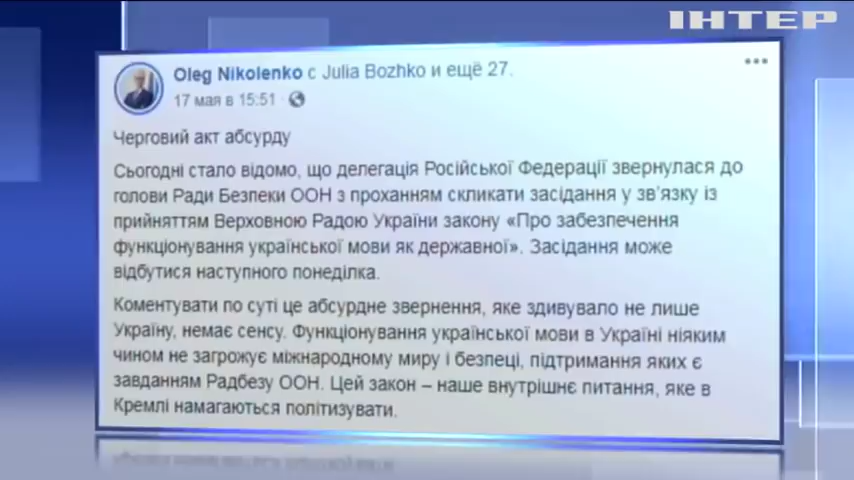 ІНТЕР
Oleg Nikolenko с Julia Bozhko и ещё 27.
17 мая в 15:51
Черговий акт абсурду
Сьогодні стало відомо, що делегація Російської Федерації звернулася до
голови Ради Безпеки ООН з проханням скликати засідання у зв’язку із
прийняттям Верховною Радою України закону «Про забезпечення
функціонування української мови як державної». Засідання може
відбутися наступного понеділка.
Коментувати по суті це абсурдне звернення, яке здивувало не лише
Україну, немає сенсу. Функціонування української мови в Україні ніяким
чином не загрожує міжнародному миру і безпеці, підтримання яких є
завданням Радбезу ООН. Цей закон – наше внутрішнє питання, яке в
Кремлі намагаються політизувати.